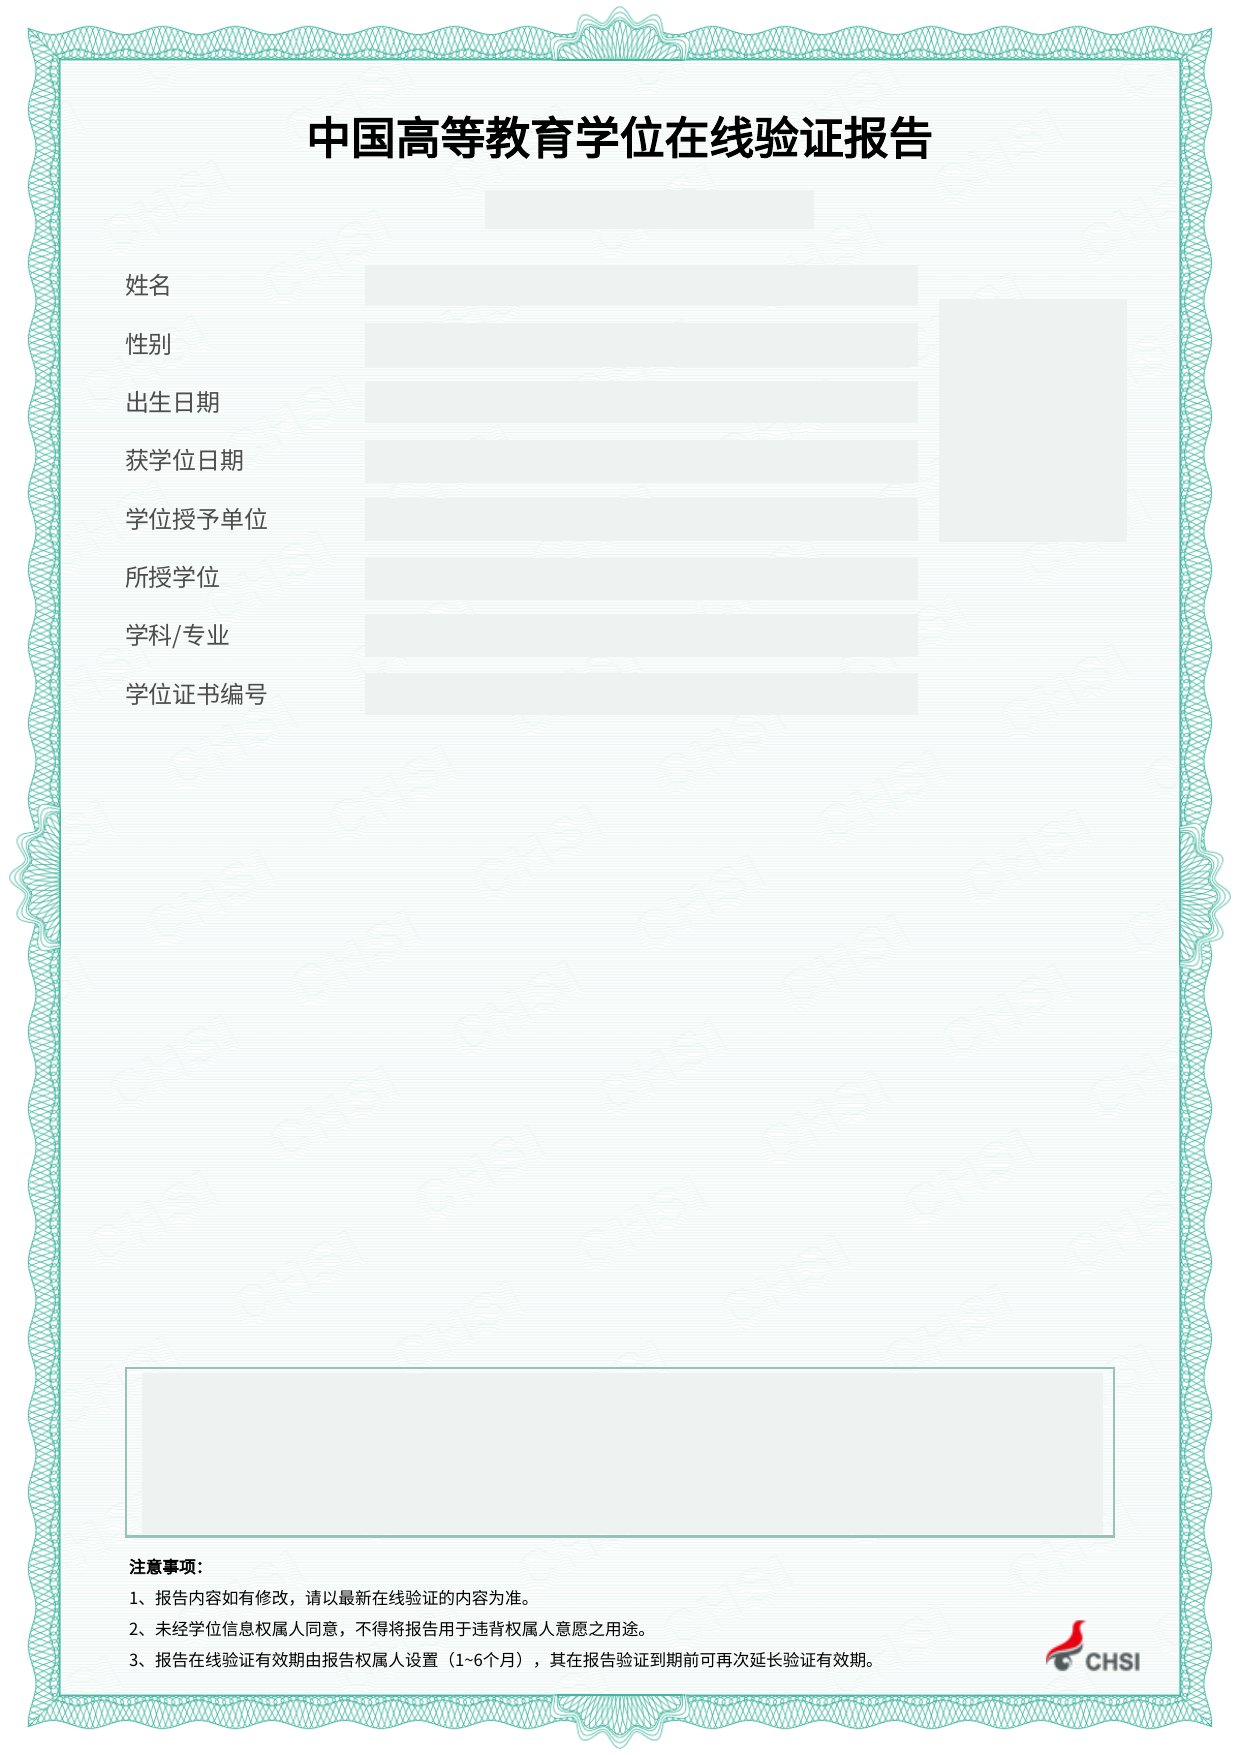 中国高等教育学位在线验证报告
姓名
性别
出生日期
获学位日期
学位授予单位
所授学位
学科/专业
学位证书编号
注意事项：
1、报告内容如有修改，请以最新在线验证的内容为准。
2、未经学位信息权属人同意，不得将报告用于违背权属人意愿之用途。
3、报告在线验证有效期由报告权属人设置（1~6个月），其在报告验证到期前可再次延长验证有效期。
CHSI